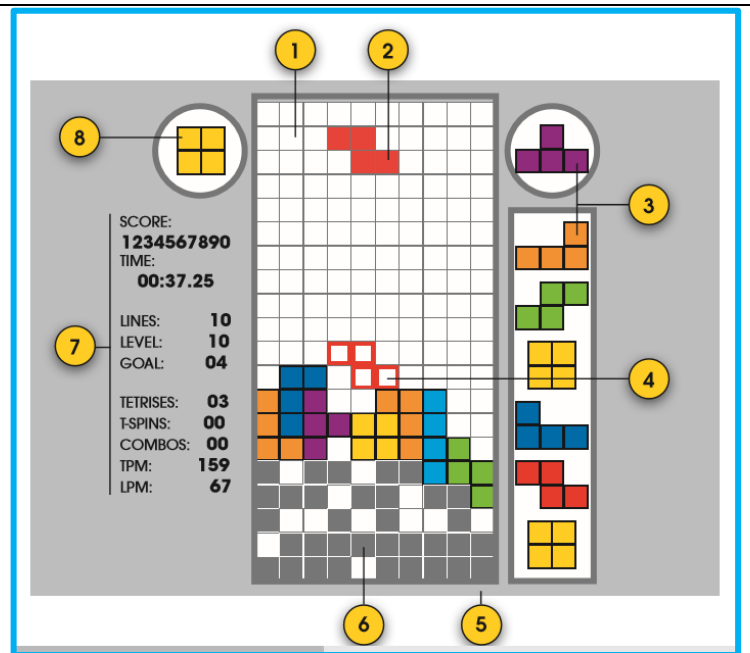 1
2
8
3
SCORE:
1234567890
TIME:
00:37.25
7
LINES: 10
LEVEL: 10
GOAL: 04
4
TETRISES: 03
T-SPINS: 00
COMBOS: 00
TPM: 159
LPM: 67
6
5